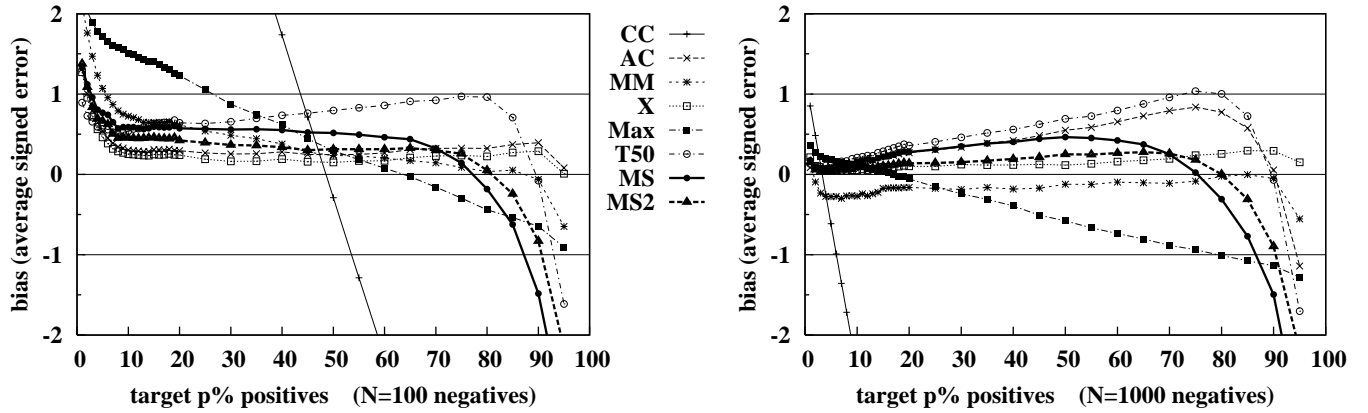 bias (average signed error)
2
1
0
-1
-2
0 10 20 30 40 50 60 70 80 90 100
target p% positives (N=100 negatives)
CC
AC
MM
X
Max
T50
MS
MS2
bias (average signed error)
2
1
0
-1
-2
0 10 20 30 40 50 60 70 80 90 100
target p% positives (N=1000 negatives)